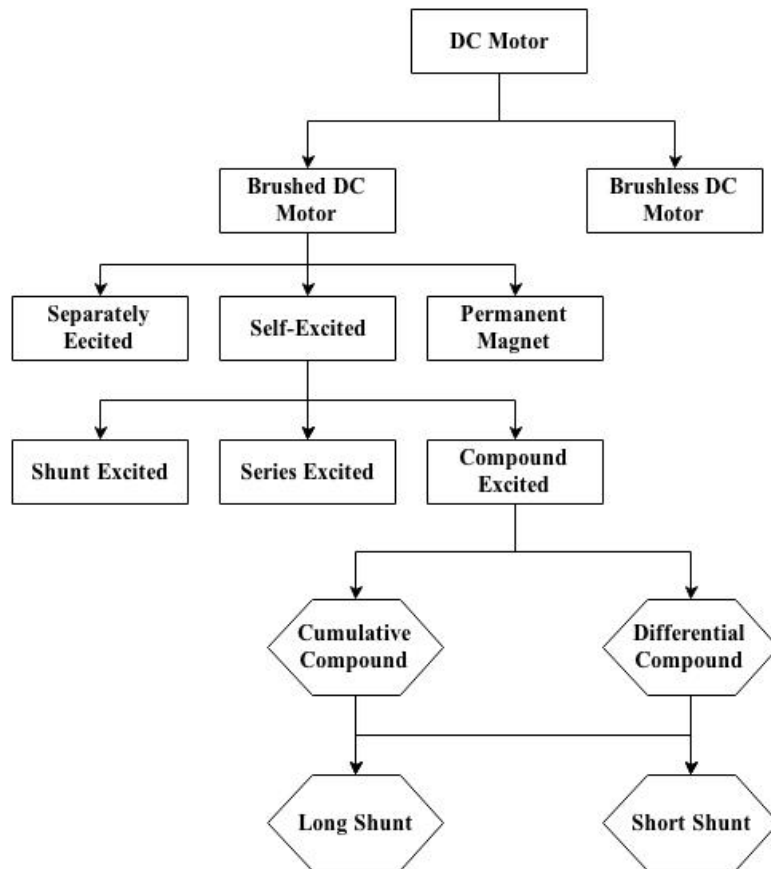 DC Motor
Brushed DC
Motor
Brushless DC
Motor
Separately
Eecited
Self-Excited
Permanent
Magnet
Shunt Excited
Series Excited
Compound
Excited
Cumulative
Compound
Differential
Compound
Long Shunt
Short Shunt